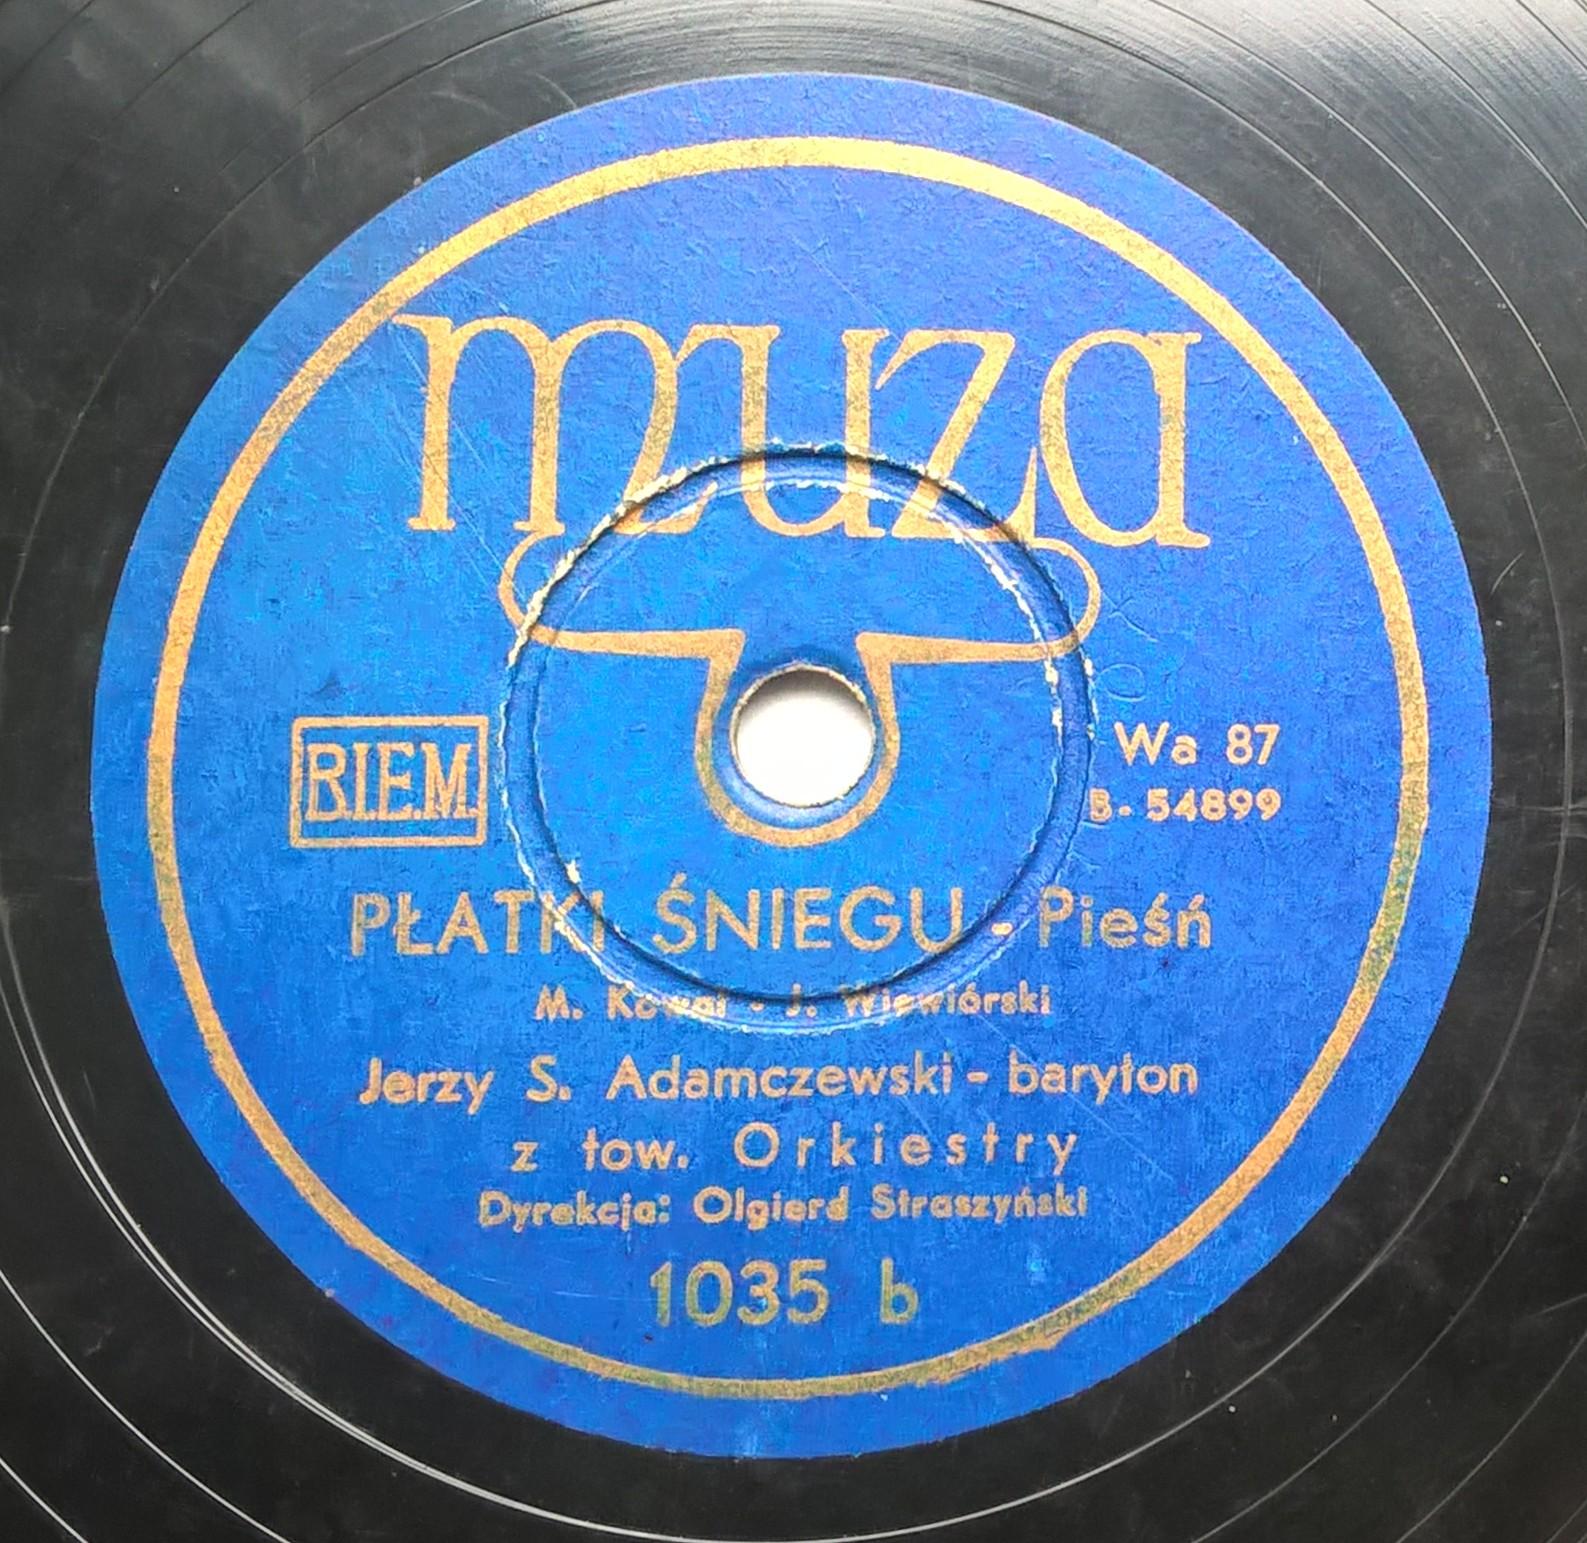 muza
B.I.E.M.
Wa 87
B. 54899
PŁATKI ŚNIEGU - Pieśń
M. Kowal - J. Wiewiórski
Jerzy S. Adamczewski - baryton
z tow. Orkiestry
Dyrekcja: Olgierd Straszyński
1035 b